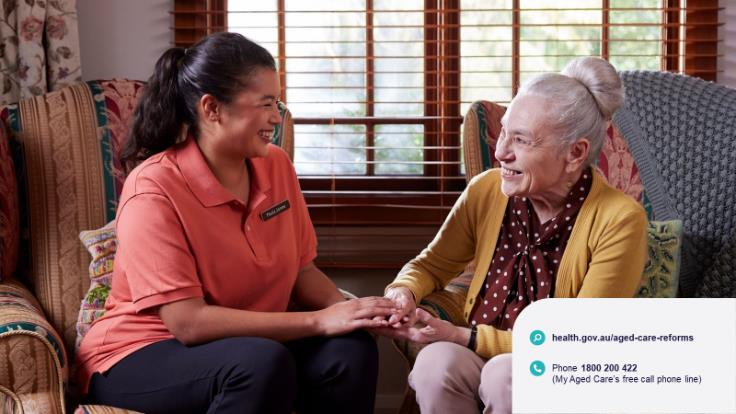 health.gov.au/aged-care-reforms
Phone 1800 200 422
(My Aged Care's free call phone line)